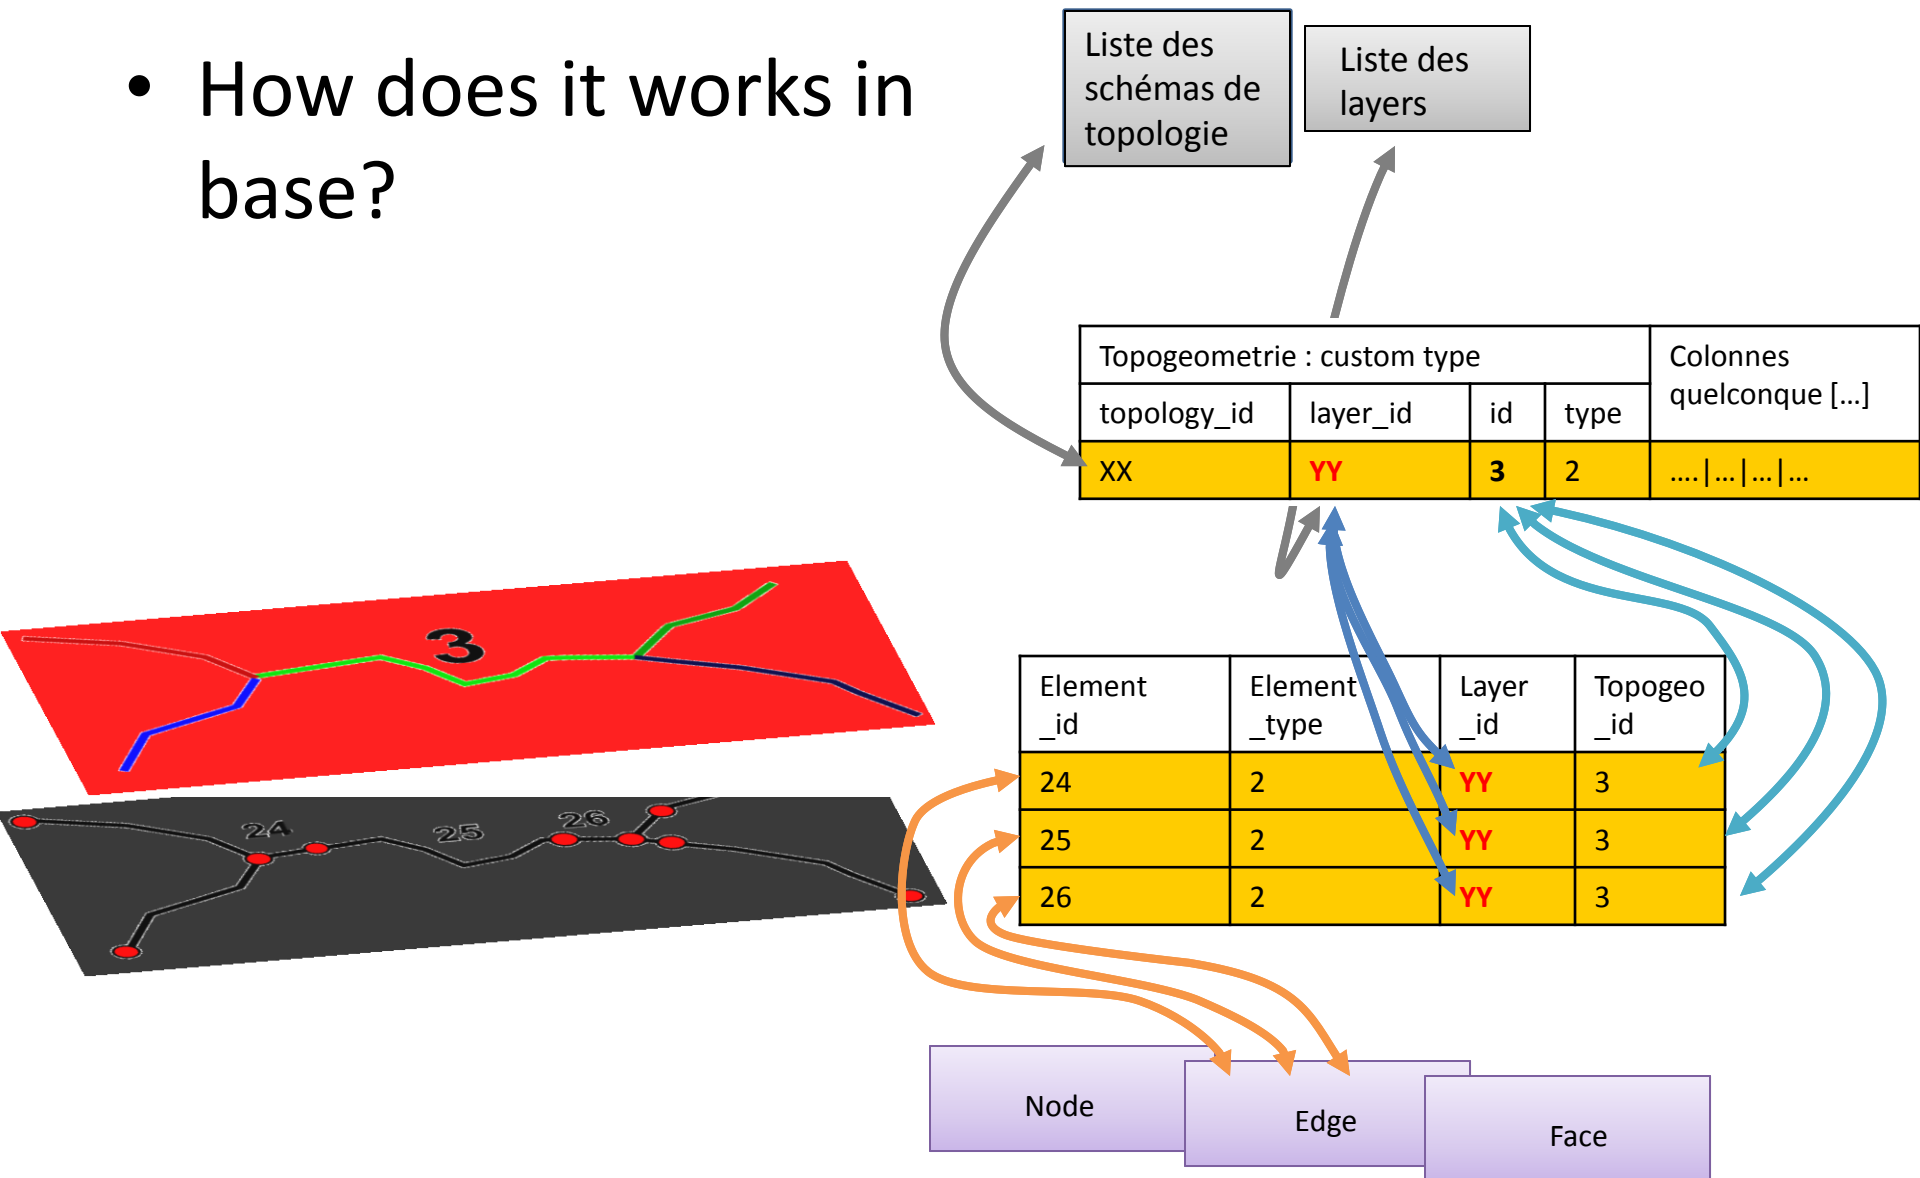 • How does it works in
base?
Liste des
schémas de
topologie
Liste des
layers
Topogeometrie : custom type
Colonnes
quelconque [...]
topology_id layer_id id type
XX YY 3 2 ....|...|...|...
3
24 25 26
Element
_id
Element
_type
Layer
_id
Topogeo
_id
24 2 YY 3
25 2 YY 3
26 2 YY 3
Node
Edge
Face